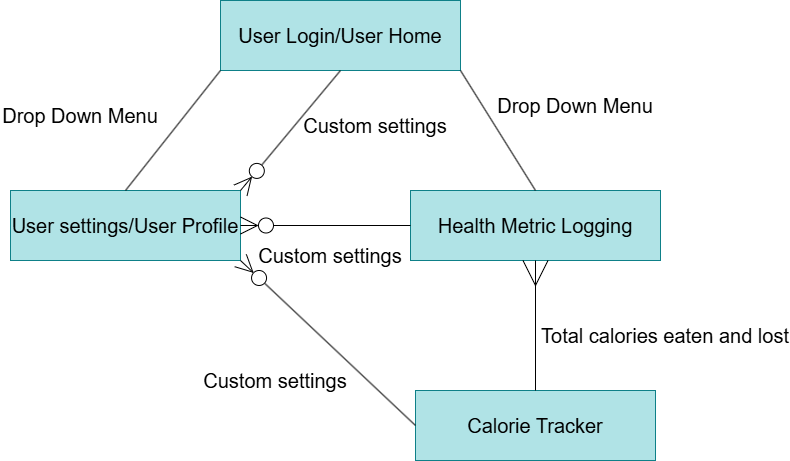 User Login/User Home
Drop Down Menu
Drop Down Menu
Custom settings
User settings/User Profile
Health Metric Logging
Custom settings
Total calories eaten and lost
Custom settings
Calorie Tracker